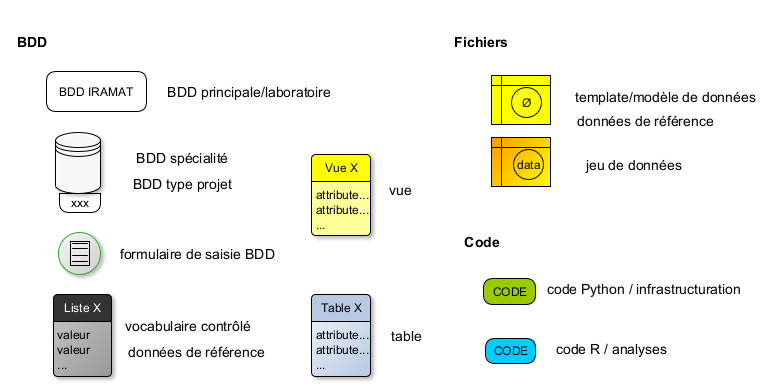 BDD
BDD IRAMAT
BDD principale/laboratoire
BDD spécialité
BDD type projet
xxx
formulaire de saisie BDD
Liste X
valeur
valeur
...
vocabulaire contrôlé
données de référence
Vue X
attribute...
attribute...
...
vue
Table X
attribute...
attribute...
...
table
Fichiers
Ø
template/modèle de données
données de référence
data
jeu de données
Code
CODE
code Python / infrastructuration
CODE
code R / analyses